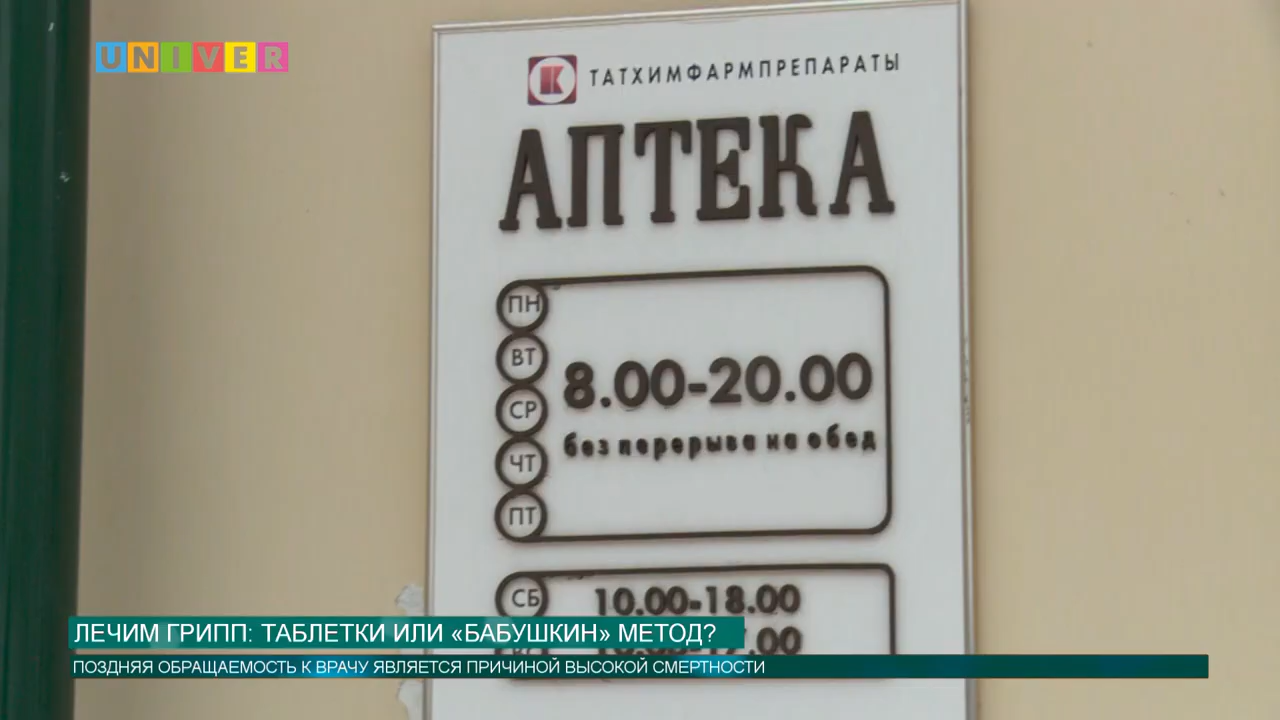 UNIVER
К ТАТХИМФАРМПРЕПАРАТЫ
АПТЕКА
ПН
ВТ
СР
ЧТ
ПТ
8.00-20.00
без перерыва на обед
СБ
10.00-18.00
ЛЕЧИМ ГРИПП: ТАБЛЕТКИ ИЛИ «БАБУШКИН» МЕТОД?
ПОЗДНЯЯ ОБРАЩАЕМОСТЬ К ВРАЧУ ЯВЛЯЕТСЯ ПРИЧИНОЙ ВЫСОКОЙ СМЕРТНОСТИ